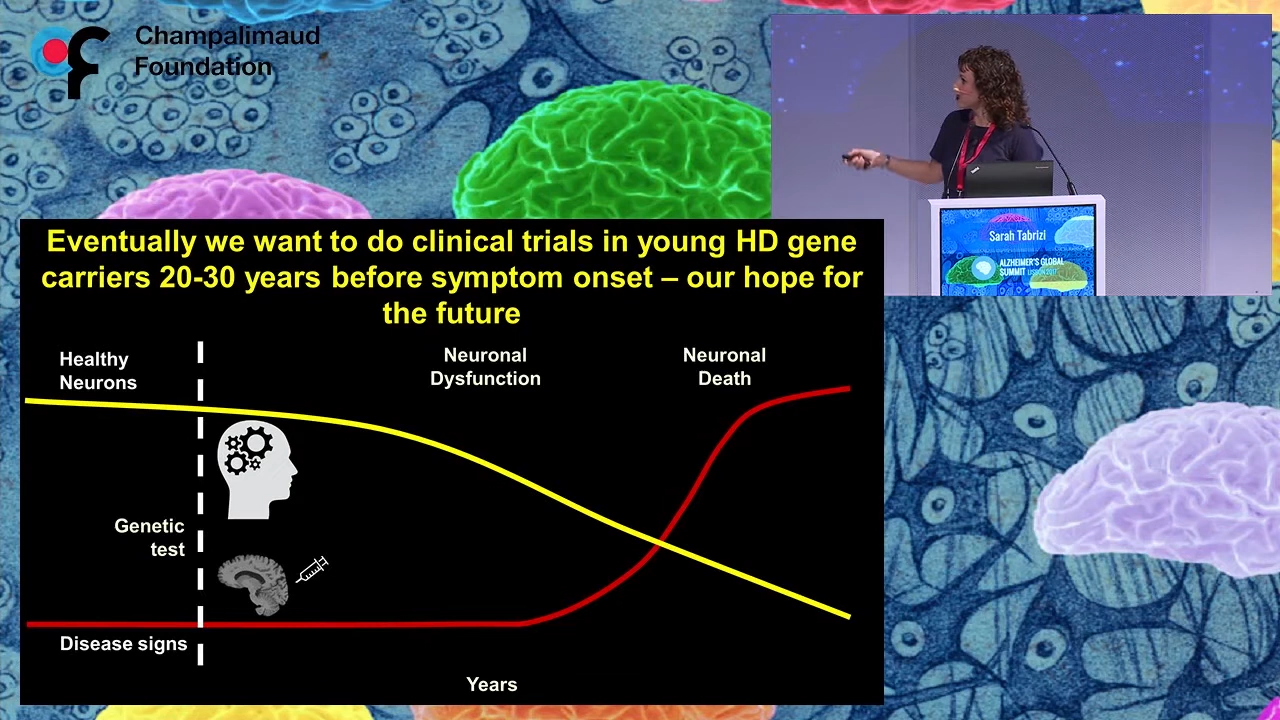 Champalimaud
Foundation
Eventually we want to do clinical trials in young HD gene
carriers 20-30 years before symptom onset – our hope for
the future
Healthy
Neurons
Neuronal
Dysfunction
Neuronal
Death
Genetic
test
Disease signs
Years
Sarah Tabrizi
ALZHEIMER'S GLOBAL
SUMMIT LISBON 2017